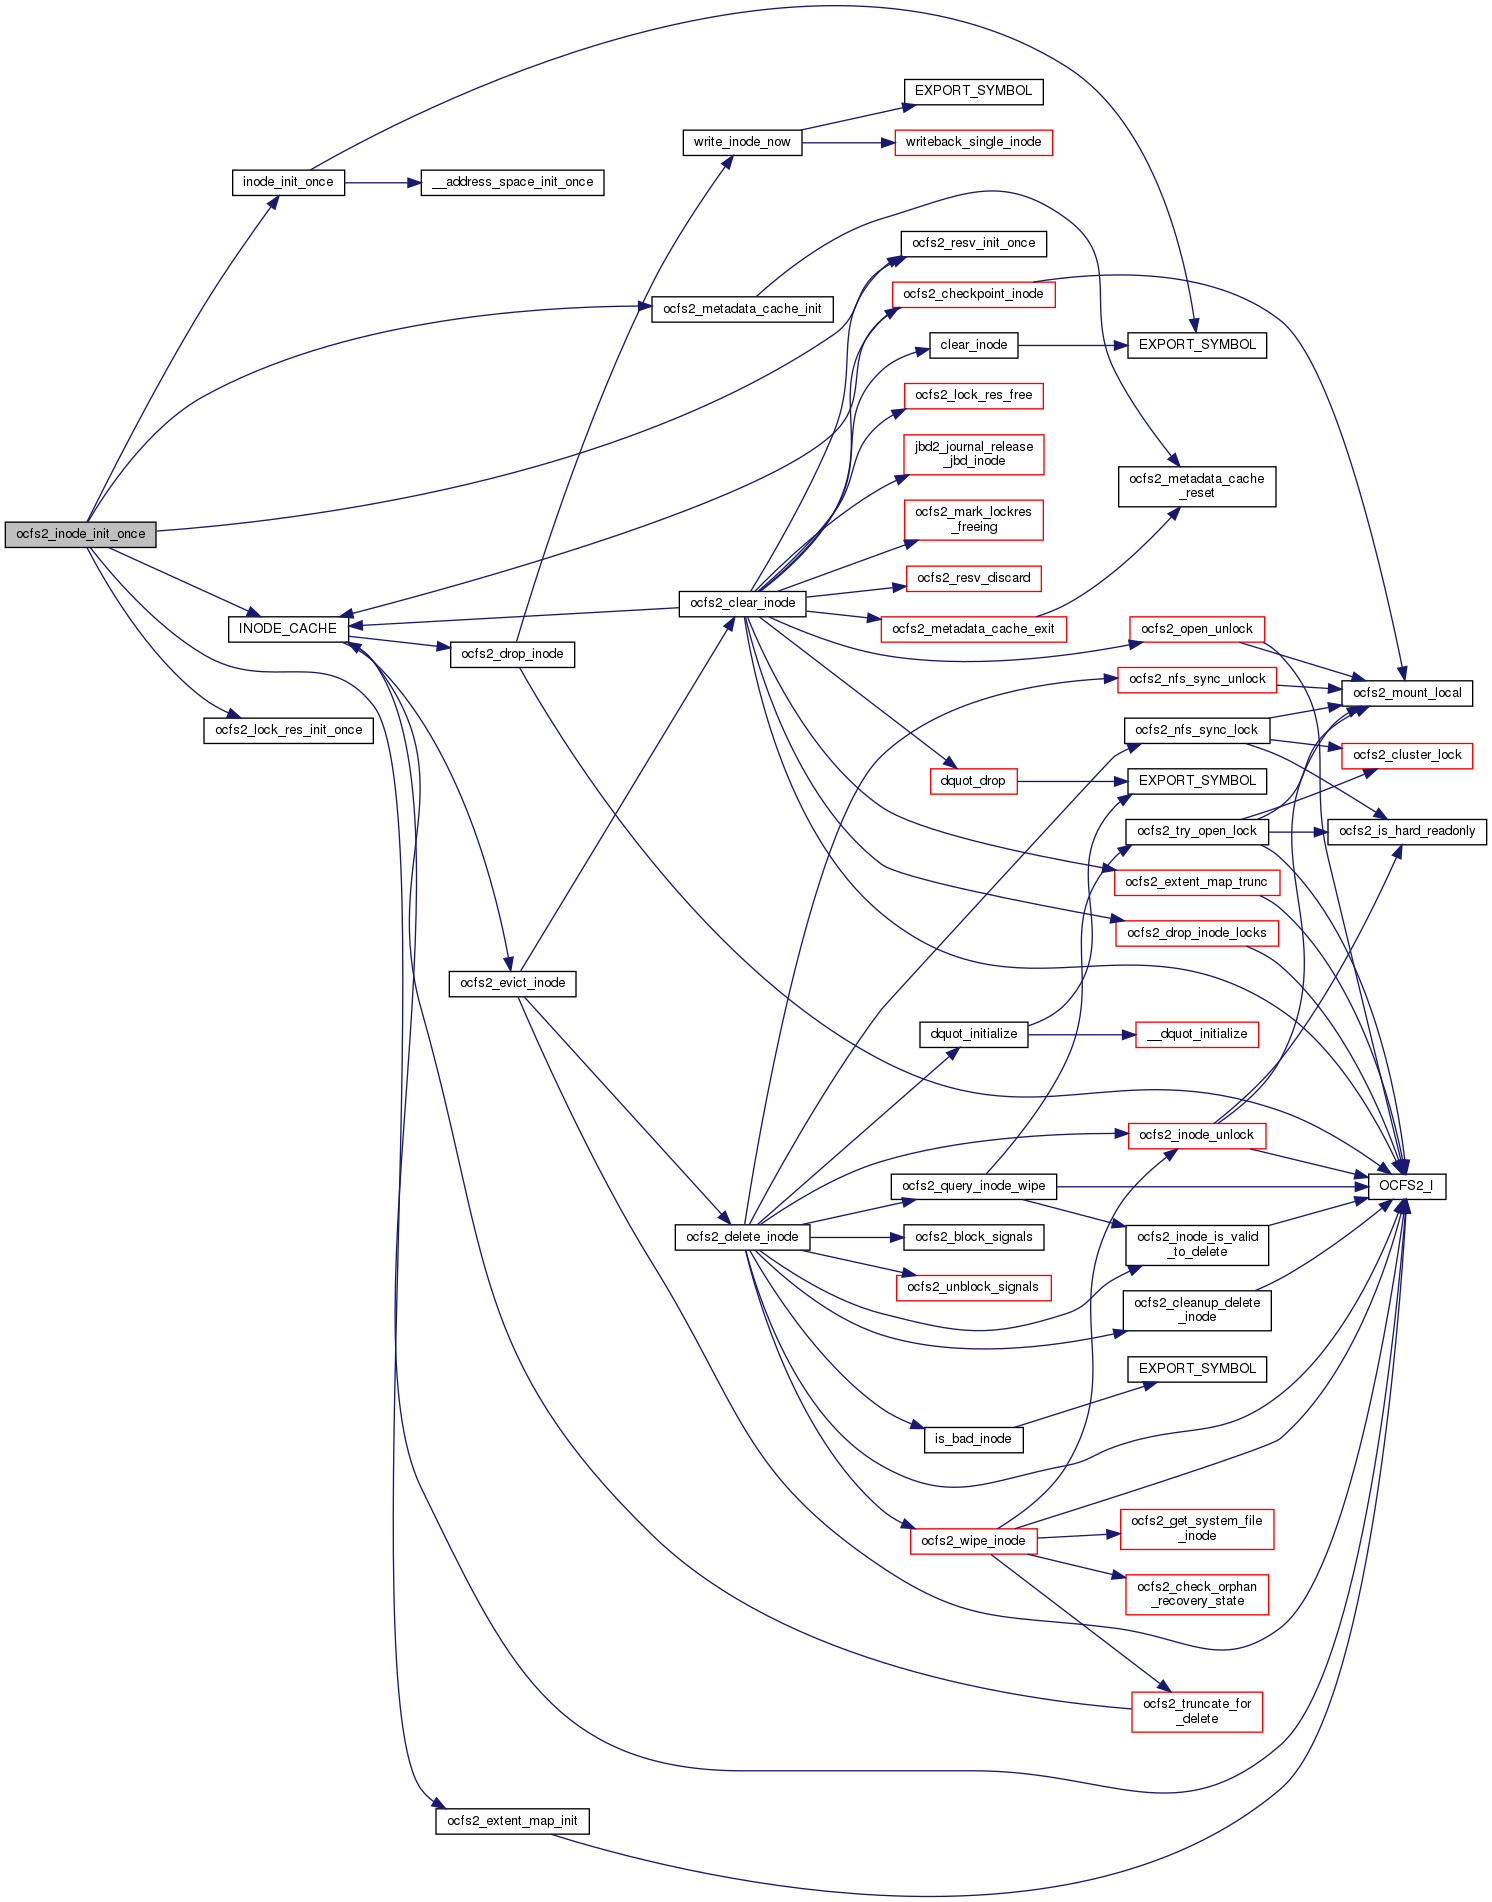 EXPORT_SYMBOL
write_inode_now
writeback_single_inode
inode_init_once
__address_space_init_once
ocfs2_resv_init_once
ocfs2_checkpoint_inode
ocfs2_metadata_cache_init
clear_inode
EXPORT_SYMBOL
ocfs2_lock_res_free
jbd2_journal_release
_jbd_inode
ocfs2_metadata_cache
_reset
ocfs2_mark_lockres
_freeing
ocfs2_inode_init_once
ocfs2_resv_discard
ocfs2_clear_inode
INODE_CACHE
ocfs2_metadata_cache_exit
ocfs2_open_unlock
ocfs2_drop_inode
ocfs2_nfs_sync_unlock
ocfs2_mount_local
ocfs2_lock_res_init_once
ocfs2_nfs_sync_lock
ocfs2_cluster_lock
dquot_drop
EXPORT_SYMBOL
ocfs2_try_open_lock
ocfs2_is_hard_readonly
ocfs2_extent_map_trunc
ocfs2_drop_inode_locks
ocfs2_evict_inode
dquot_initialize
__dquot_initialize
ocfs2_inode_unlock
ocfs2_query_inode_wipe
OCFS2_I
ocfs2_delete_inode
ocfs2_block_signals
ocfs2_inode_is_valid
_to_delete
ocfs2_unblock_signals
ocfs2_cleanup_delete
_inode
EXPORT_SYMBOL
is_bad_inode
ocfs2_get_system_file
_inode
ocfs2_wipe_inode
ocfs2_check_orphan
_recovery_state
ocfs2_truncate_for
_delete
ocfs2_extent_map_init